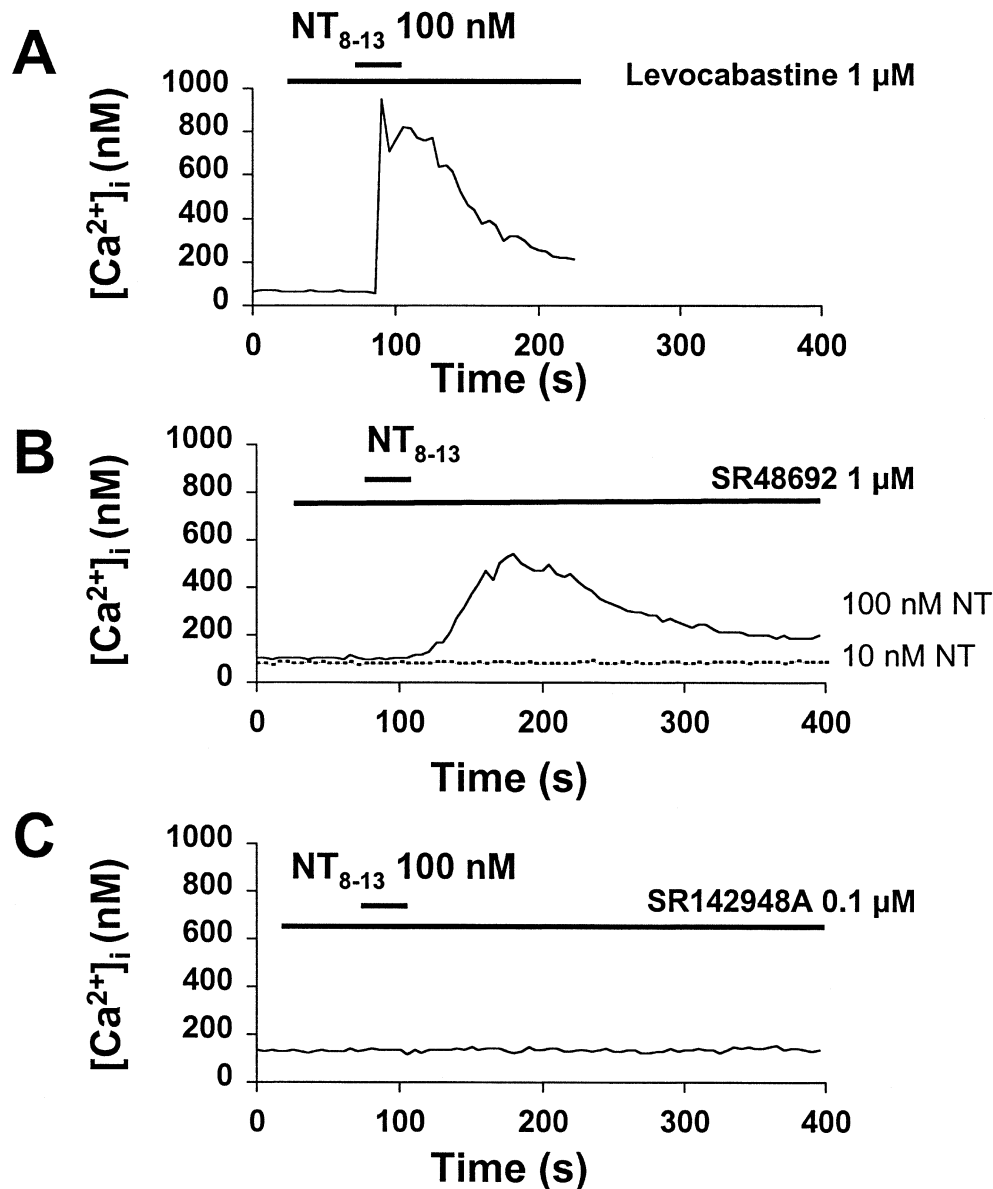 A
NT8-13 100 nM
Levocabastine 1 µM
[Ca2+]i (nM)
1000
800
600
400
200
0
0 100 200 300 400
Time (s)
B
NT8-13
SR48692 1 µM
[Ca2+]i (nM)
1000
800
600
400
200
0
100 nM NT
10 nM NT
0 100 200 300 400
Time (s)
C
NT8-13 100 nM
SR142948A 0.1 µM
[Ca2+]i (nM)
1000
800
600
400
200
0
0 100 200 300 400
Time (s)